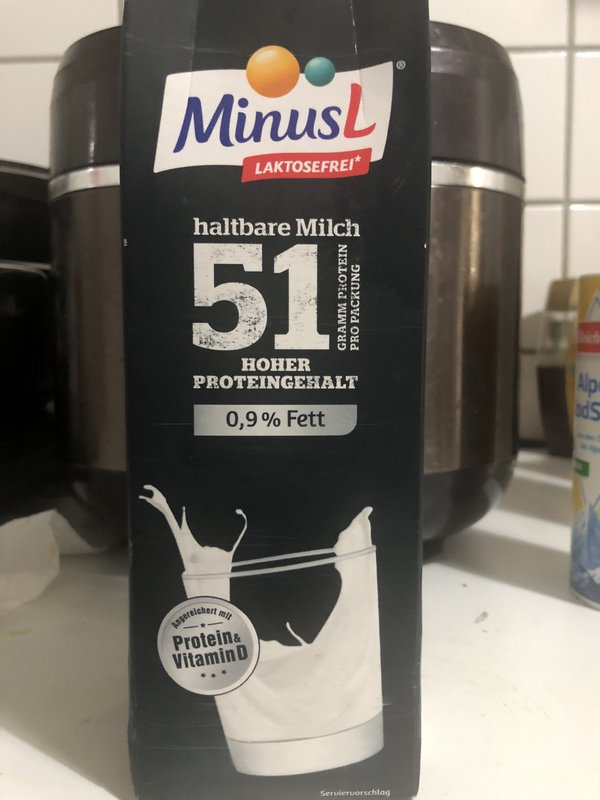 MinusL®
LAKTOSEFREI*
haltbare Milch
51
GRAMM PROTEIN
PRO PACKUNG
HOHER
PROTEINGEHALT
0,9 % Fett
Angereichert mit
Protein&
Vitamin D
Serviervorschlag
Alpe